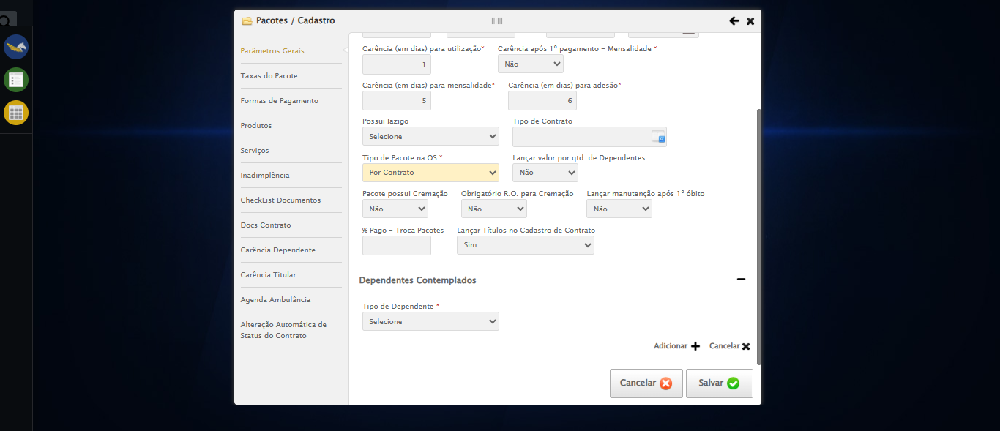 Pacotes / Cadastro
Parâmetros Gerais
Taxas do Pacote
Formas de Pagamento
Produtos
Serviços
Inadimplência
CheckList Documentos
Docs Contrato
Carência Dependente
Carência Titular
Agenda Ambulância
Alteração Automática de
Status do Contrato
Carência (em dias) para utilização* Carência após 1º pagamento - Mensalidade *
1 Não
Carência (em dias) para mensalidade* Carência (em dias) para adesão*
5 6
Possui Jazigo Tipo de Contrato
Selecione
Tipo de Pacote na OS * Lançar valor por qtd. de Dependentes
Por Contrato Não
Pacote possui Cremação Obrigatório R.O. para Cremação Lançar manutenção após 1º óbito
Não Não Não
% Pago - Troca Pacotes Lançar Títulos no Cadastro de Contrato
Sim
Dependentes Contemplados
Tipo de Dependente *
Selecione
Adicionar Cancelar
Cancelar Salvar